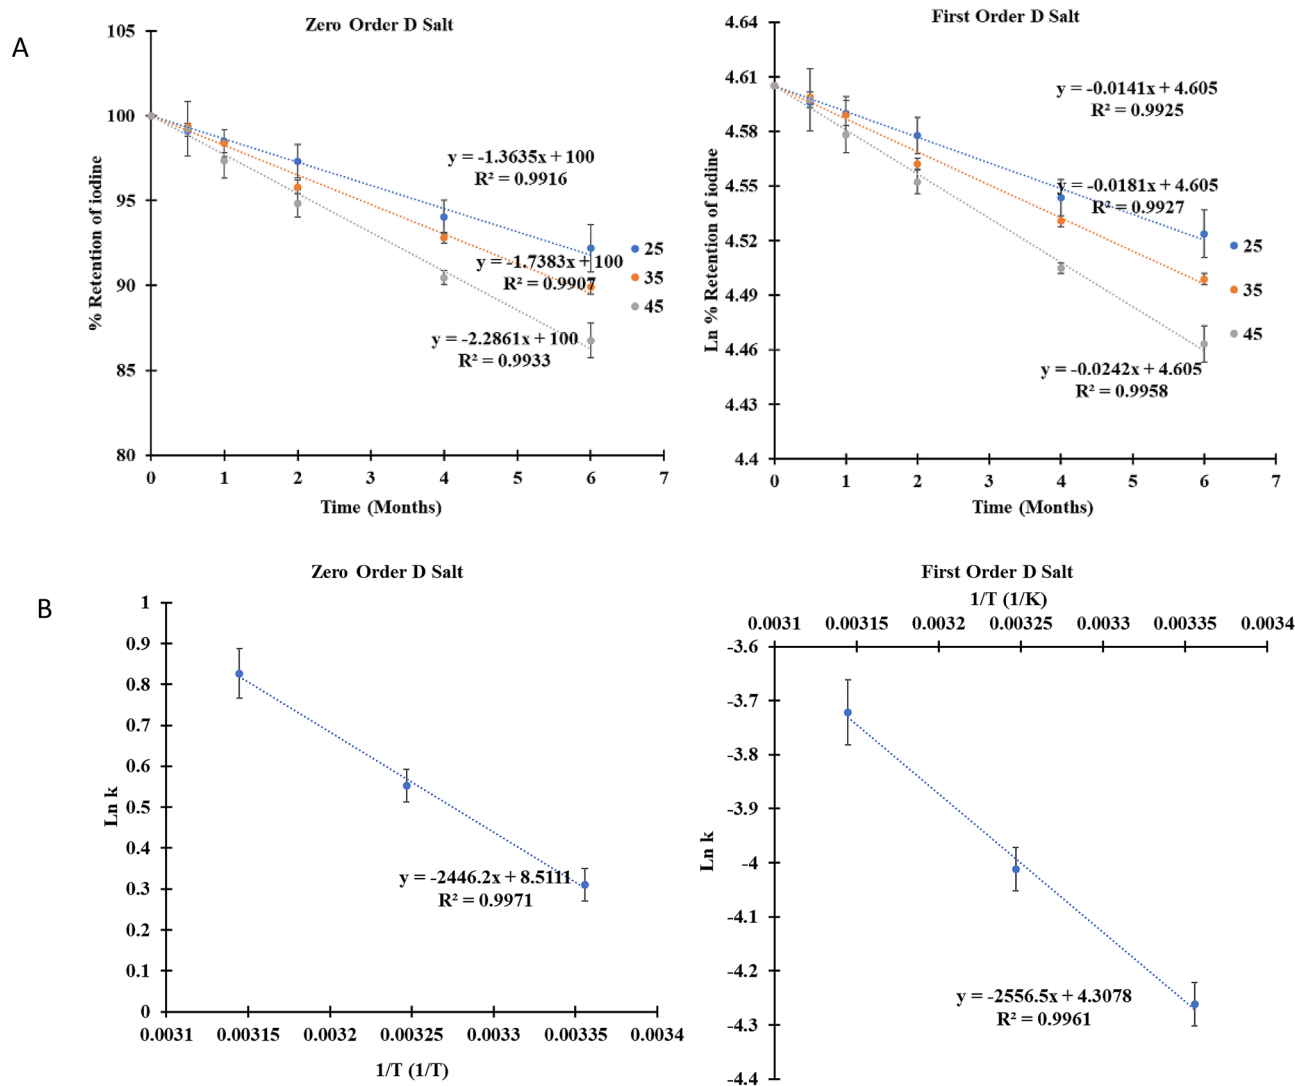 A
Zero Order D Salt
105
100
95
90
85
80
% Retention of iodine
y = -1.3635x + 100
R² = 0.9916
y = -1.7383x + 100
R² = 0.9907
y = -2.2861x + 100
R² = 0.9933
25
35
45
0 1 2 3 4 5 6 7
Time (Months)
First Order D Salt
4.64
4.61
4.58
4.55
4.52
4.49
4.46
4.43
4.4
Ln % Retention of iodine
y = -0.0141x + 4.605
R² = 0.9925
y = -0.0181x + 4.605
R² = 0.9927
y = -0.0242x + 4.605
R² = 0.9958
25
35
45
0 1 2 3 4 5 6 7
Time (Months)
B
Zero Order D Salt
1
0.9
0.8
0.7
0.6
0.5
0.4
0.3
0.2
0.1
0
Ln k
y = -2446.2x + 8.5111
R² = 0.9971
0.0031 0.00315 0.0032 0.00325 0.0033 0.00335 0.0034
1/T (1/T)
First Order D Salt
1/T (1/K)
0.0031 0.00315 0.0032 0.00325 0.0033 0.00335 0.0034
-3.6
-3.7
-3.8
-3.9
-4
-4.1
-4.2
-4.3
-4.4
Ln k
y = -2556.5x + 4.3078
R² = 0.9961